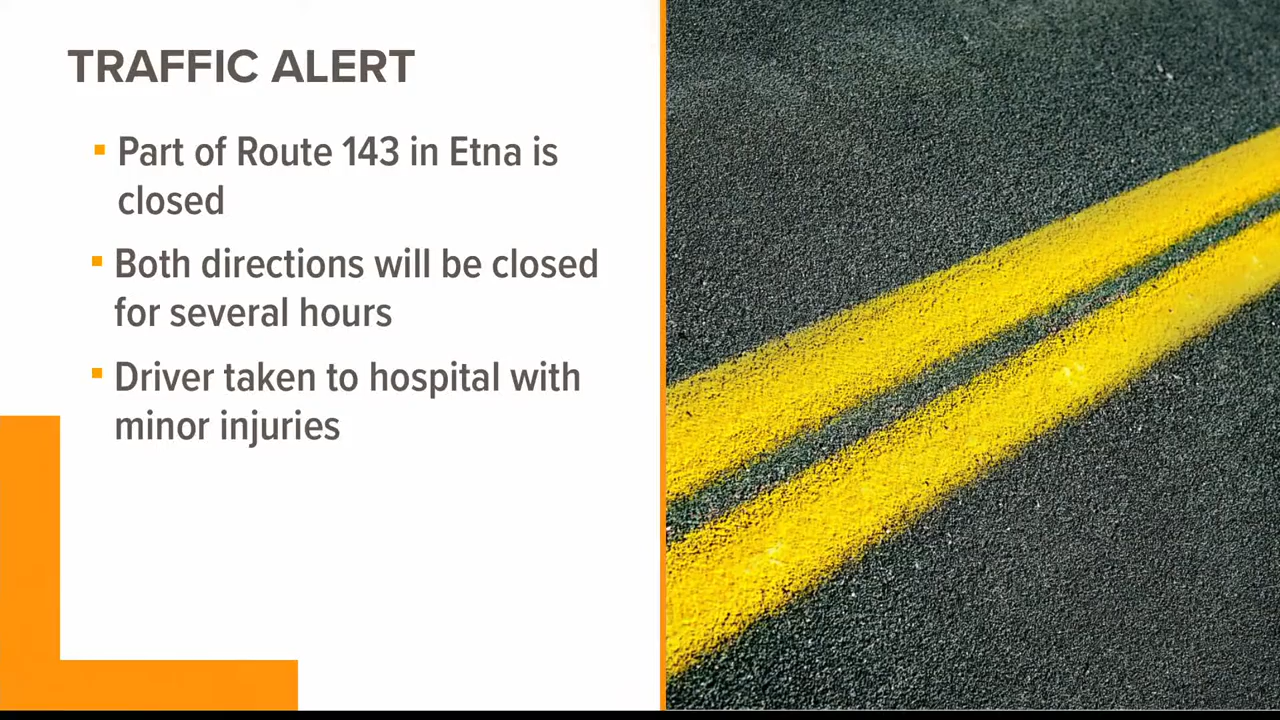 TRAFFIC ALERT
Part of Route 143 in Etna is
closed
Both directions will be closed
for several hours
Driver taken to hospital with
minor injuries